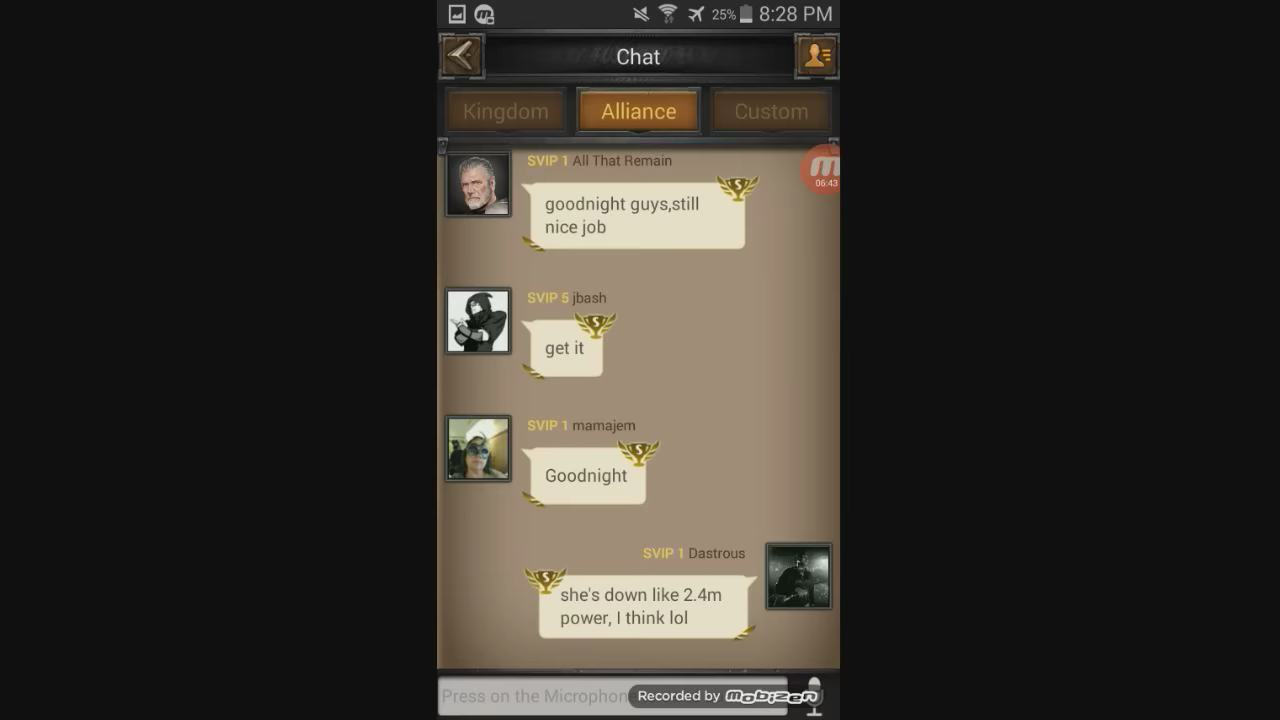 25% 8:28 PM
Chat
Kingdom Alliance Custom
SVIP 1 All That Remain
06:43
goodnight guys,still
nice job
SVIP 5 jbash
get it
SVIP 1 mamajem
Goodnight
SVIP 1 Dastrous
she's down like 2.4m
power, I think lol
Press on the Microphon
Recorded by mobizen